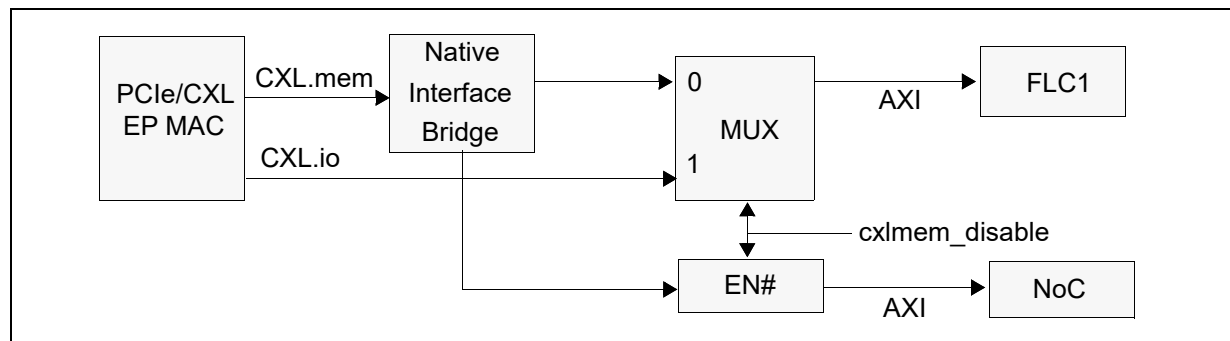 PCIe/CXL
EP MAC
CXL.mem
CXL.io
Native
Interface
Bridge
0
MUX
1
AXI
FLC1
cxlmem_disable
EN#
AXI
NoC